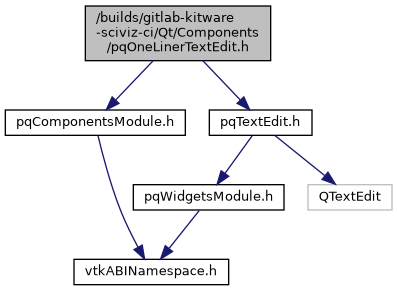 /builds/gitlab-kitware
-sciviz-ci/Qt/Components
/pqOneLinerTextEdit.h
pqComponentsModule.h
pqTextEdit.h
pqWidgetsModule.h
QTextEdit
vtkABINamespace.h